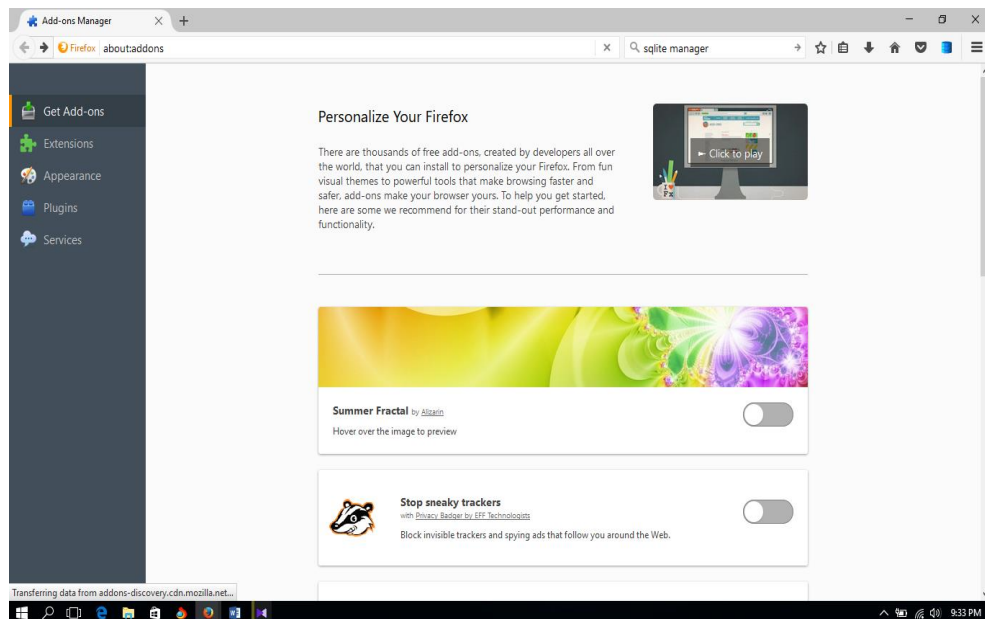 Add-ons Manager
Firefox about:addons
sqlite manager
Get Add-ons
Extensions
Appearance
Plugins
Services
Personalize Your Firefox
There are thousands of free add-ons, created by developers all over
the world, that you can install to personalize your Firefox. From fun
visual themes to powerful tools that make browsing faster and
safer, add-ons make your browser yours. To help you get started,
here are some we recommend for their stand-out performance and
functionality.
Click to play
I ♥
Fx
Summer Fractal by Alizarin
Hover over the image to preview
Stop sneaky trackers
with Privacy Badger by EFF Technologists
Block invisible trackers and spying ads that follow you around the Web.
Transferring data from addons-discovery.cdn.mozilla.net...
9:33 PM